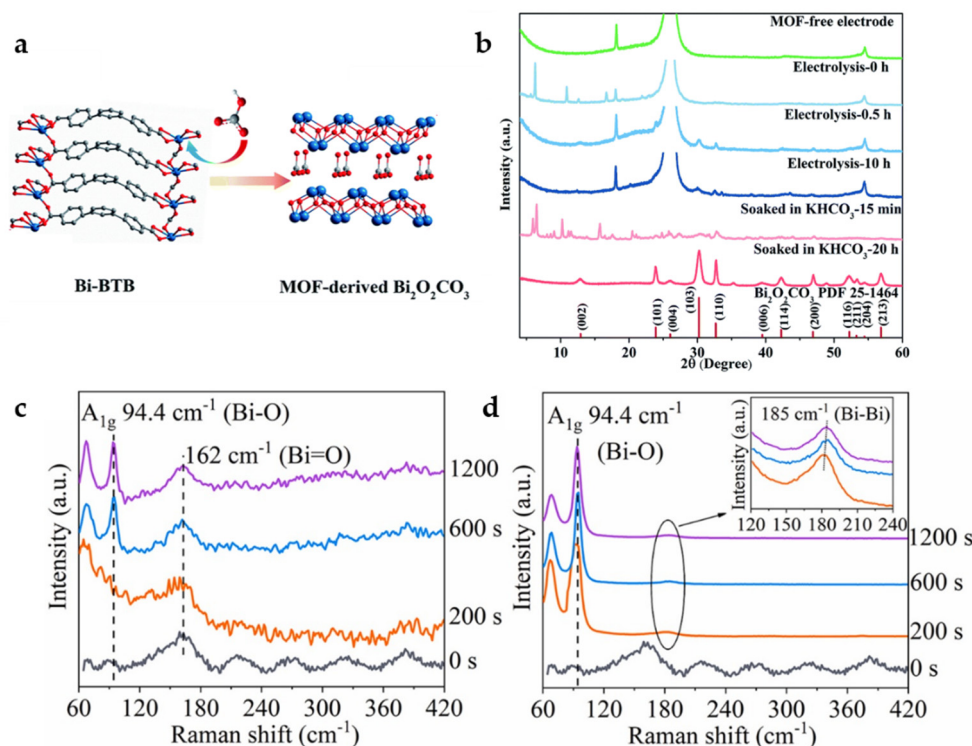 a
Bi-BTB
MOF-derived Bi₂O₂CO₃
b
MOF-free electrode
Electrolysis-0 h
Electrolysis-0.5 h
Electrolysis-10 h
Soaked in KHCO₃-15 min
Soaked in KHCO₃-20 h
Bi₂O₂CO₃ PDF 25-1464
(002)
(101)
(004)
(103)
(110)
(006)
(114)
(200)
(116)
(211)
(204)
(213)
Intensity (a.u.)
10 20 30 40 50 60
2θ (Degree)
c
A₁g 94.4 cm⁻¹ (Bi-O)
162 cm⁻¹ (Bi=O)
1200 s
600 s
200 s
0 s
Intensity (a.u.)
60 120 180 240 300 360 420
Raman shift (cm⁻¹)
d
A₁g 94.4 cm⁻¹
(Bi-O)
185 cm⁻¹ (Bi-Bi)
Intensity (a.u.)
120 150 180 210 240
1200 s
600 s
200 s
0 s
Intensity (a.u.)
60 120 180 240 300 360 420
Raman shift (cm⁻¹)